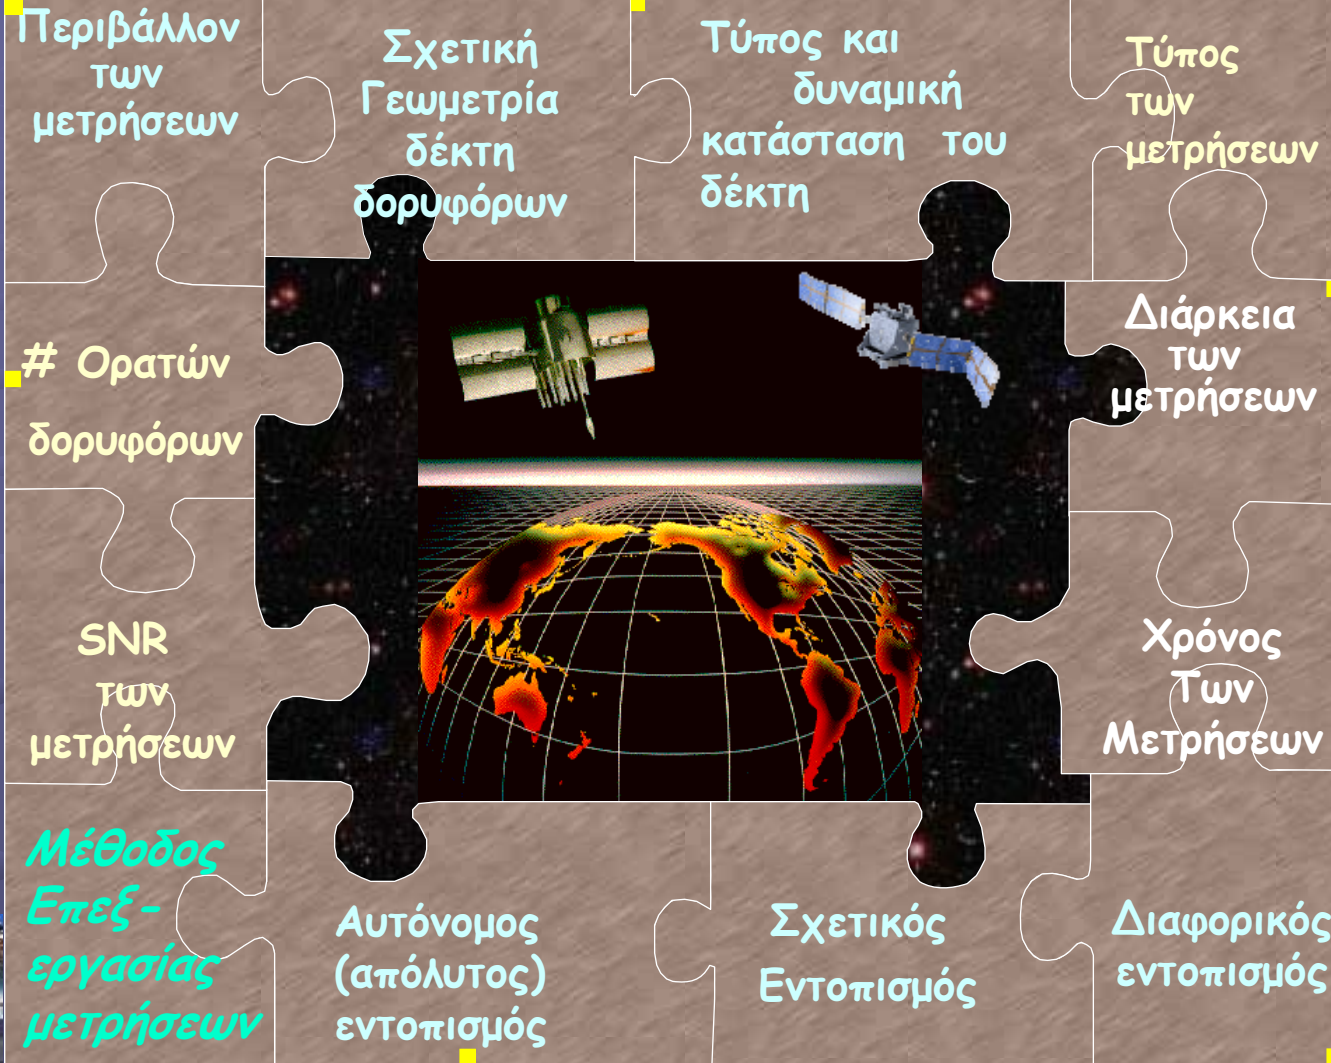 Περιβάλλον
των
μετρήσεων
Σχετική
Γεωμετρία
δέκτη
δορυφόρων
Τύπος και
δυναμική
κατάσταση του
δέκτη
Τύπος
των
μετρήσεων
# Ορατών
δορυφόρων
Διάρκεια
των
μετρήσεων
SNR
των
μετρήσεων
Χρόνος
Των
Μετρήσεων
Μέθοδος
Επεξ-
εργασίας
μετρήσεων
Αυτόνομος
(απόλυτος)
εντοπισμός
Σχετικός
Εντοπισμός
Διαφορικός
εντοπισμός